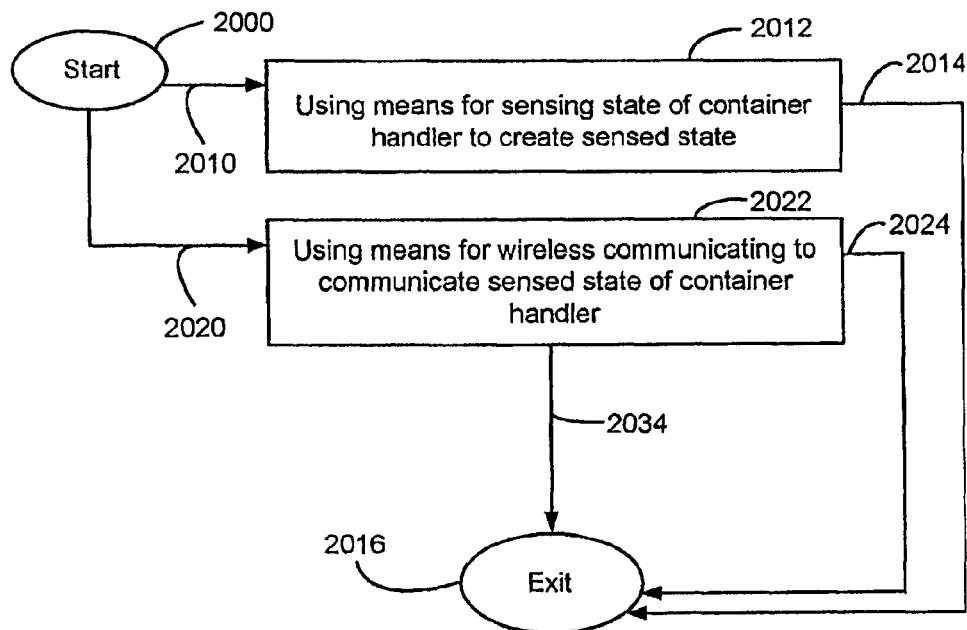 2000
Start
2012
2014
Using means for sensing state of container
handler to create sensed state
2010
2022
2024
Using means for wireless communicating to
communicate sensed state of container
handler
2020
2034
2016
Exit